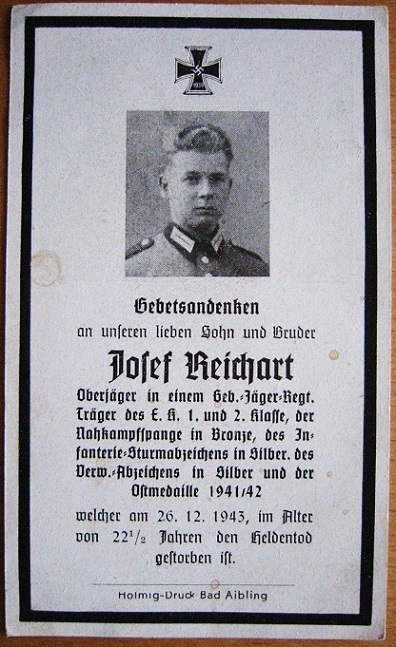 1939
Gebetsandenken
an unseren lieben Sohn und Bruder
Josef Reichart
Oberjäger in einem Geb.-Jäger-Regt.
Träger des E. K. 1. und 2. Klasse, der
Nahkampfspange in Bronze, des In-
fanterie-Sturmabzeichens in Silber. des
Verw.-Abzeichens in Silber und der
Ostmedaille 1941/42
welcher am 26. 12. 1943, im Alter
von 22 1/2 Jahren den Heldentod
gestorben ist.
Holmig-Druck Bad Aibling